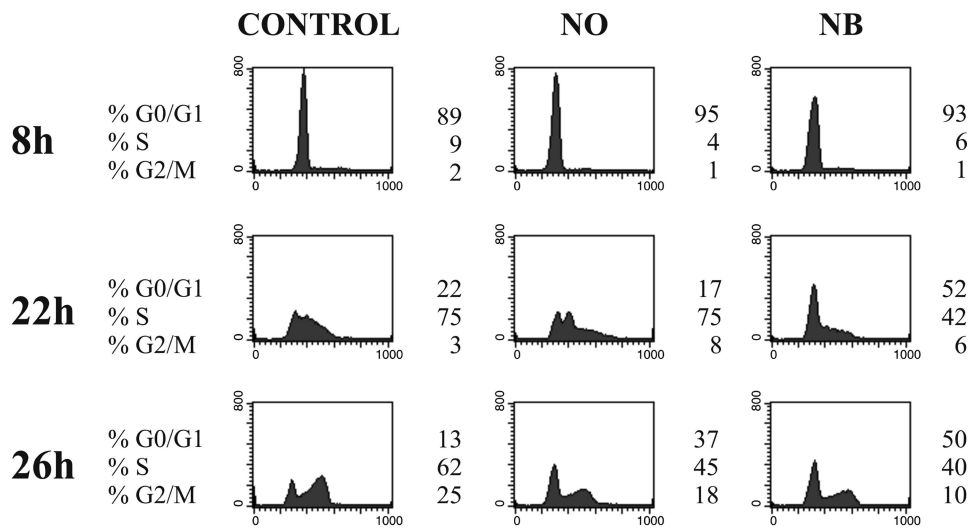 CONTROL NO NB
8h
% G0/G1 89 95 93
% S 9 4 6
% G2/M 2 1 1
800 800 800
0 0 0
0 1000 0 1000 0 1000
22h
% G0/G1 22 17 52
% S 75 75 42
% G2/M 3 8 6
800 800 800
0 0 0
0 1000 0 1000 0 1000
26h
% G0/G1 13 37 50
% S 62 45 40
% G2/M 25 18 10
800 800 800
0 0 0
0 1000 0 1000 0 1000